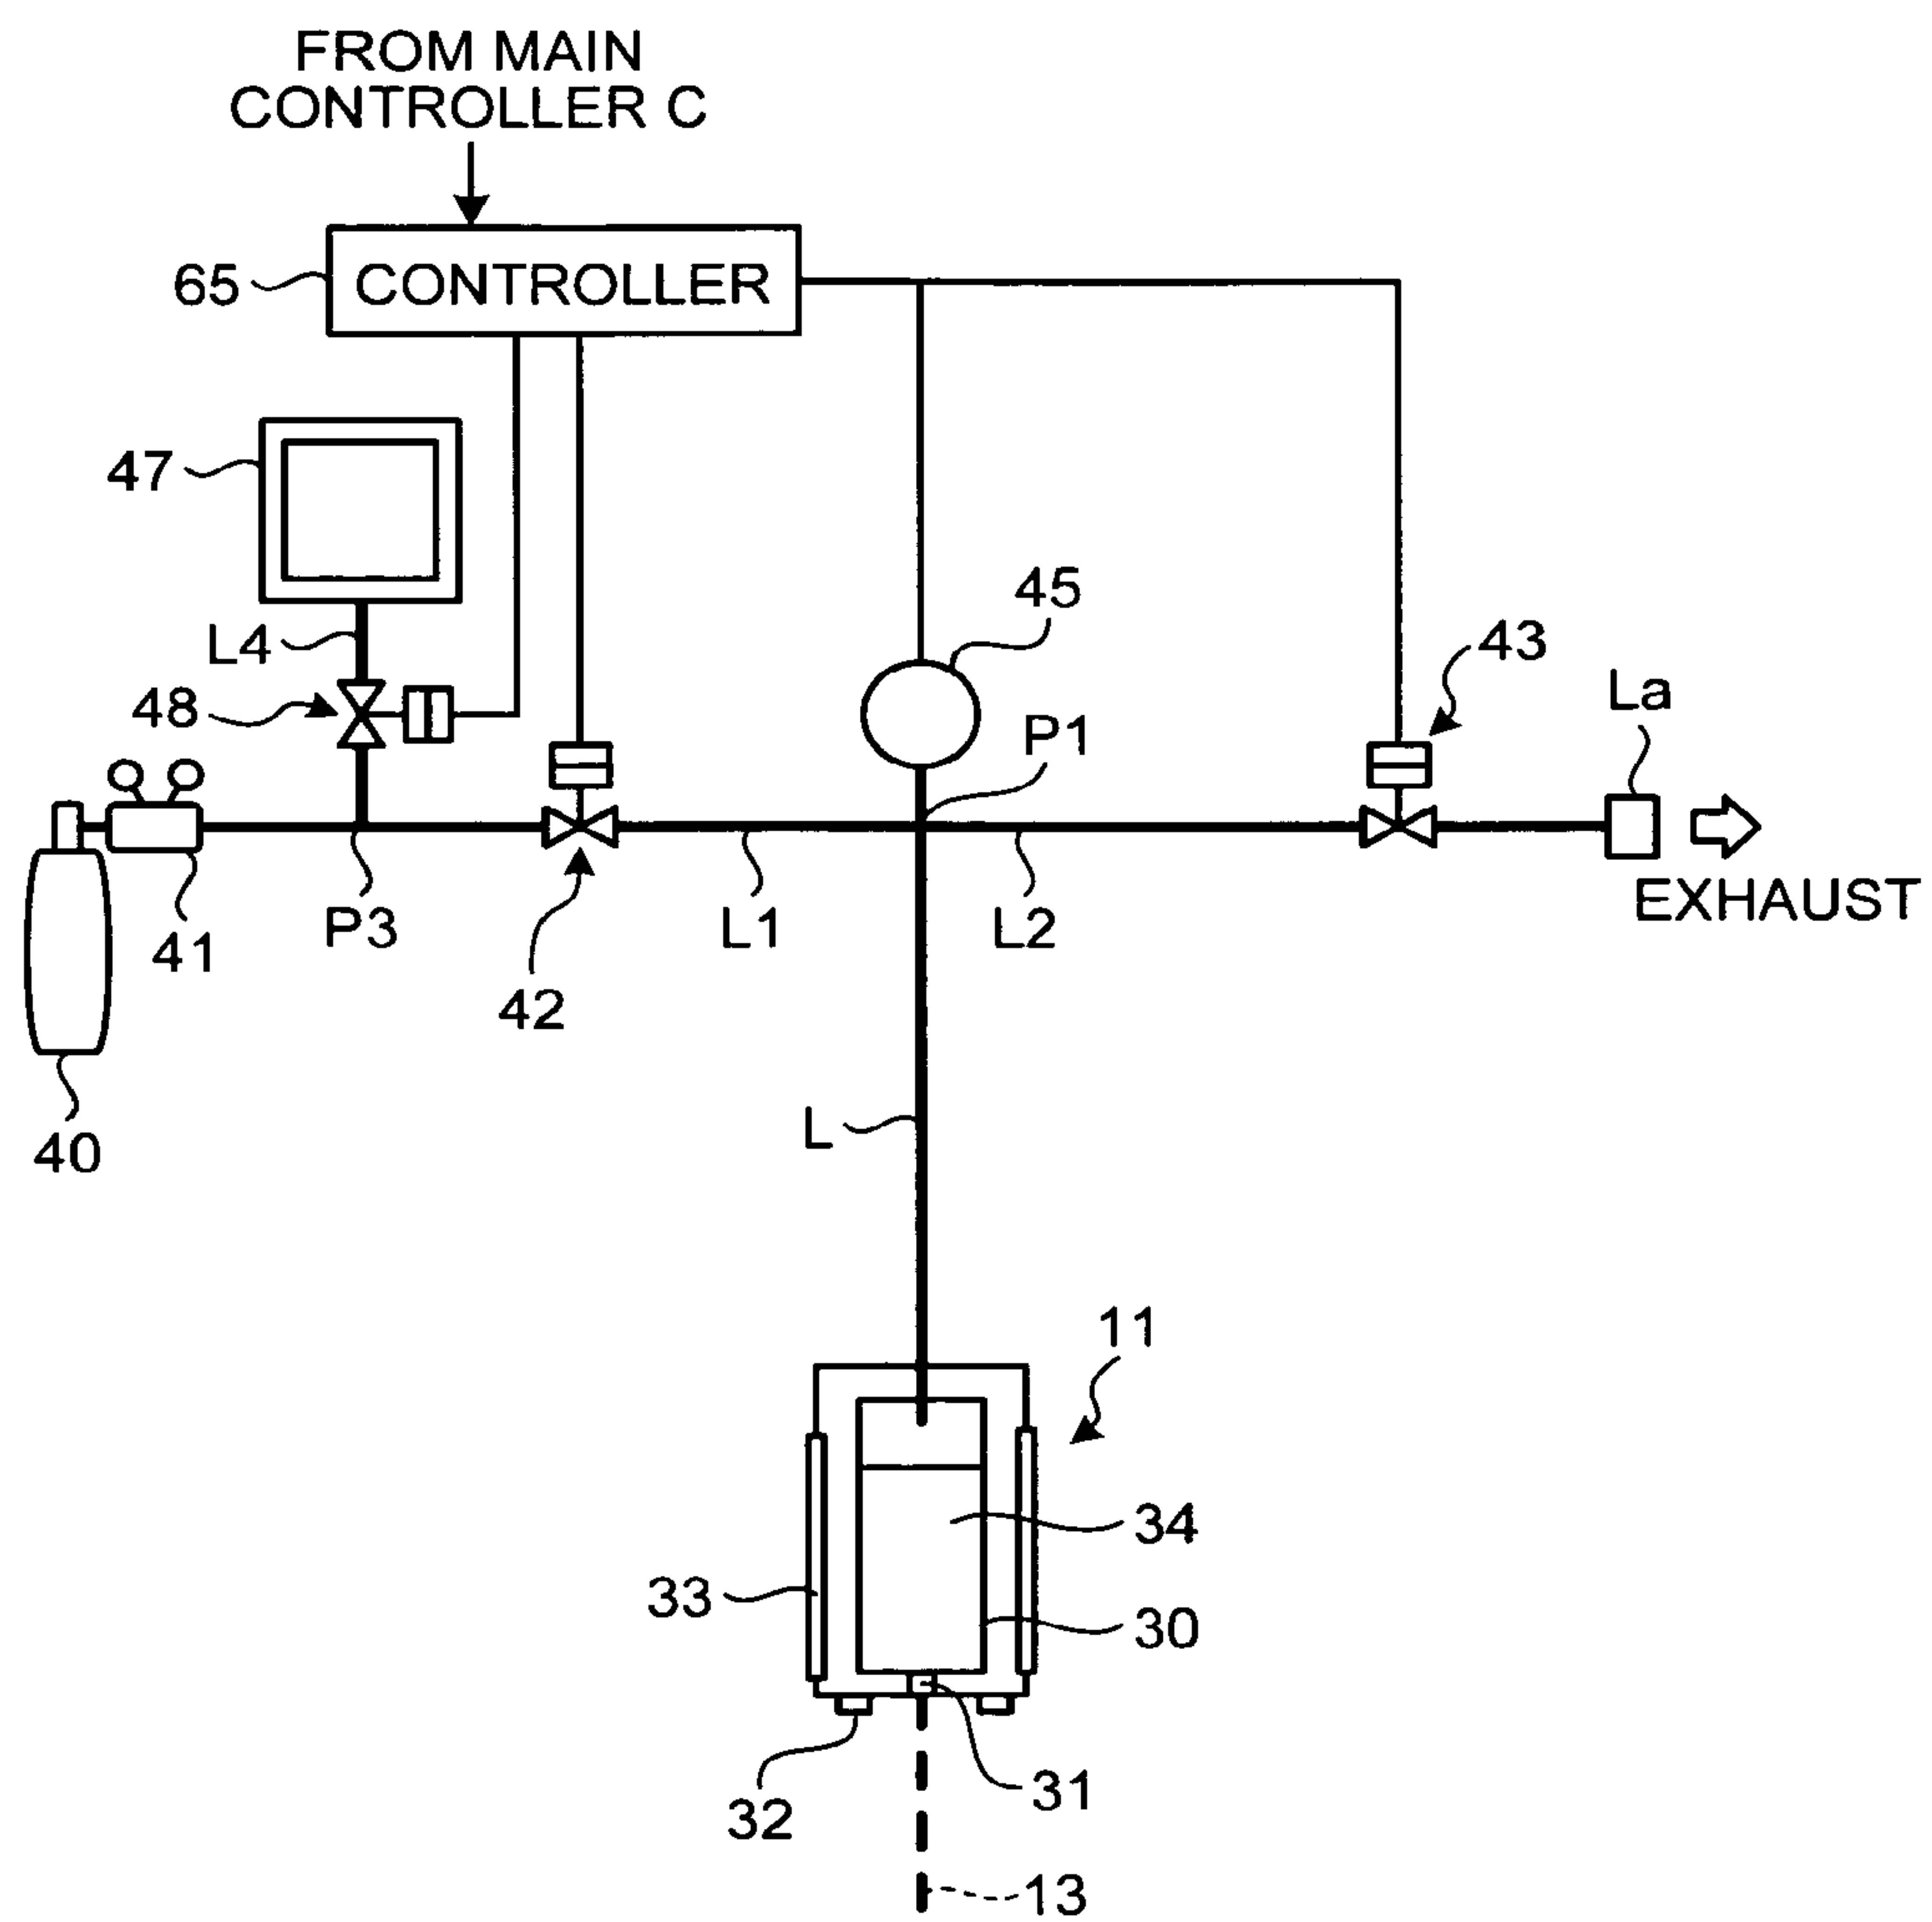 FROM MAIN
CONTROLLER C
65
CONTROLLER
47
45
L4
43
48
La
P1
EXHAUST
P3
L1
L2
41
42
L
40
11
34
33
30
31
32
13